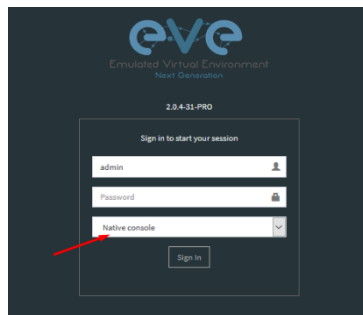 eve
Emulated Virtual Environment
Next Generation
2.0.4-31-PRO
Sign in to start your session
admin
Password
Native console
Sign In